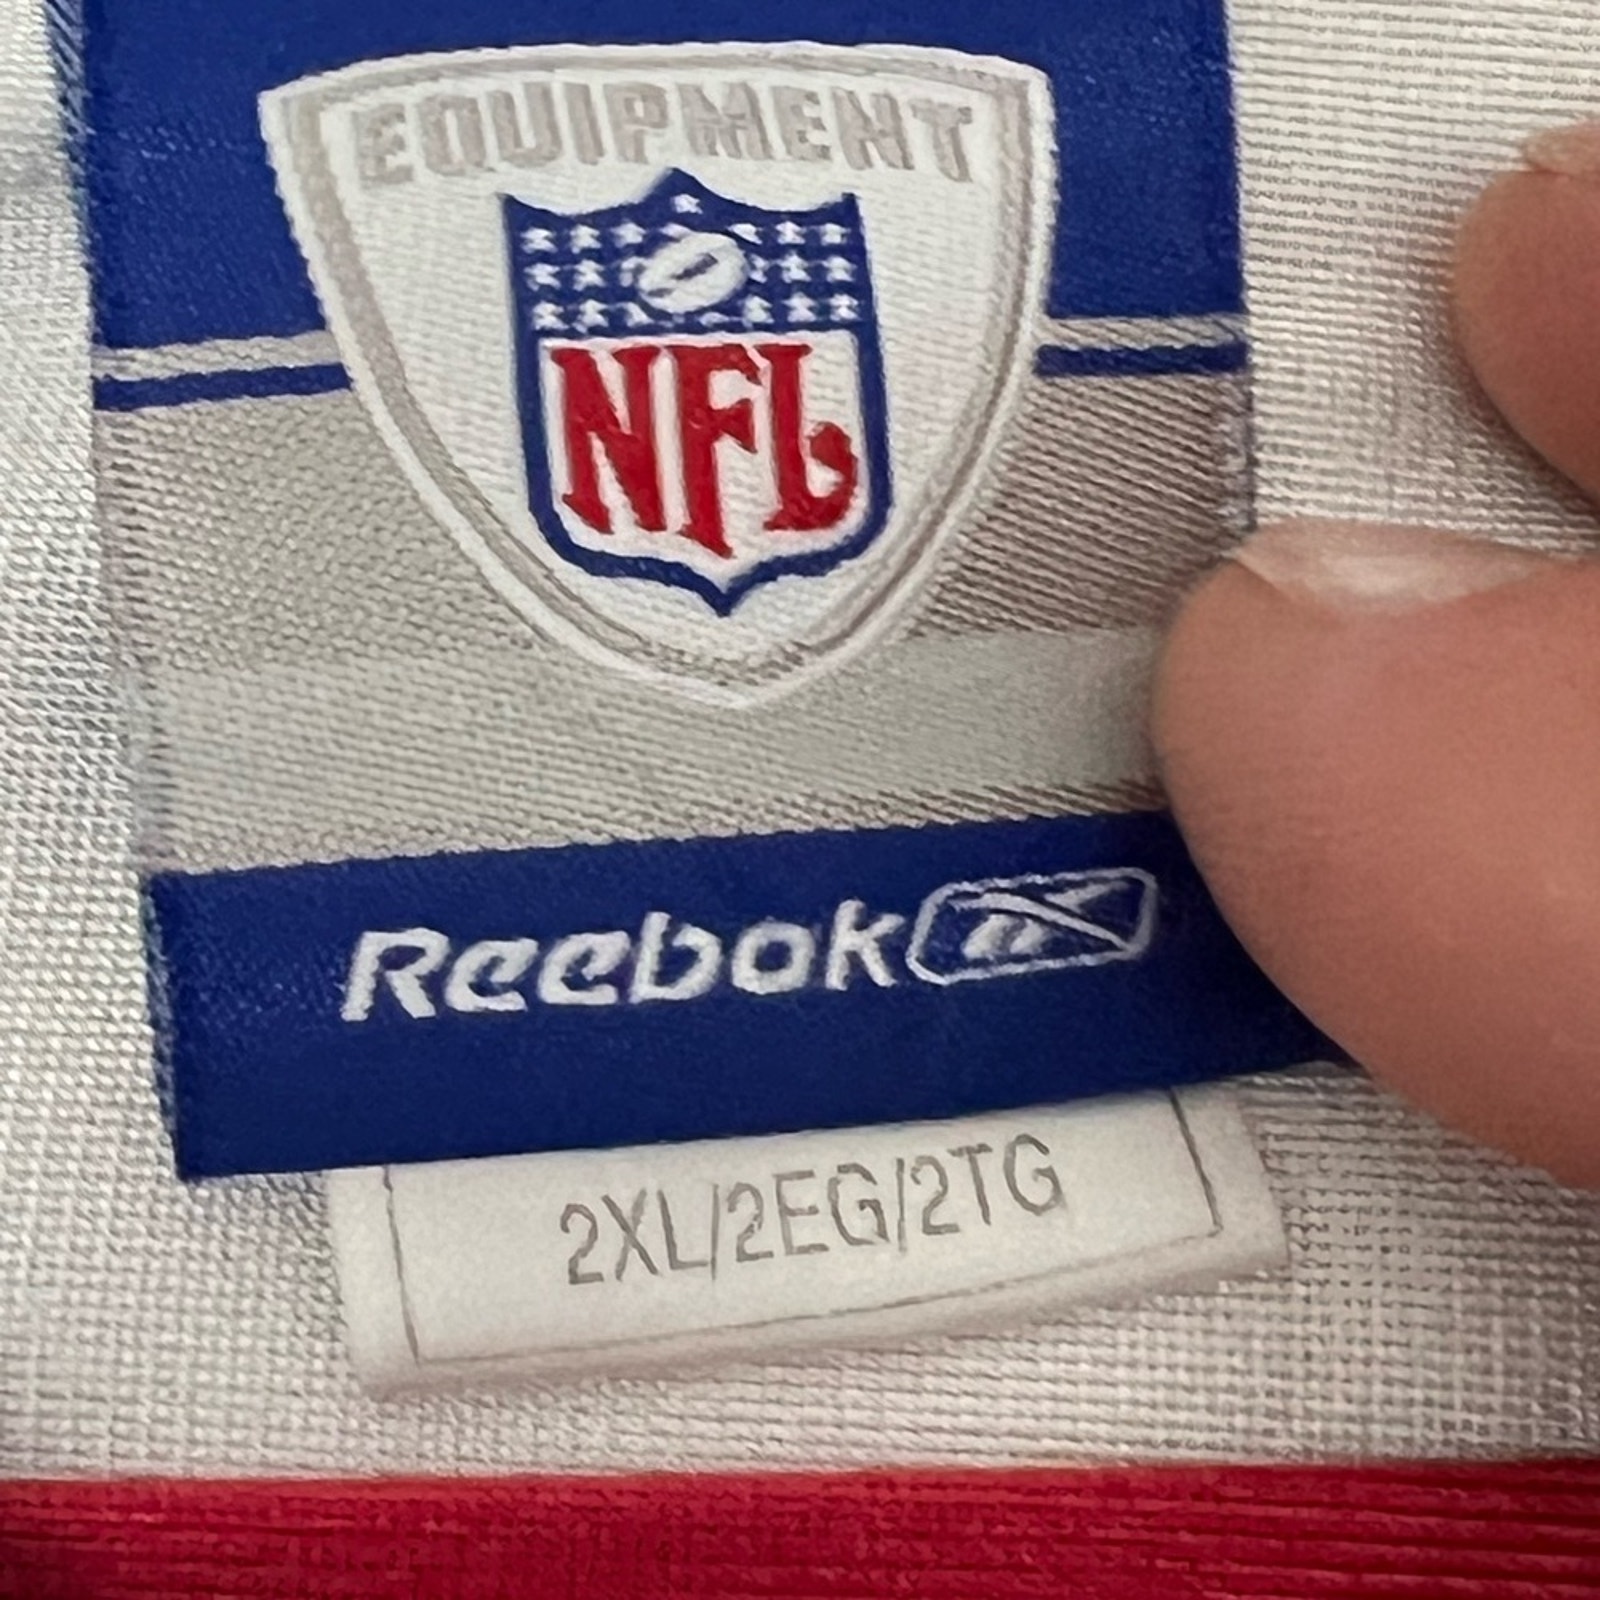 EQUIPMENT
NFL
Reebok
2XL/2EG/2TG